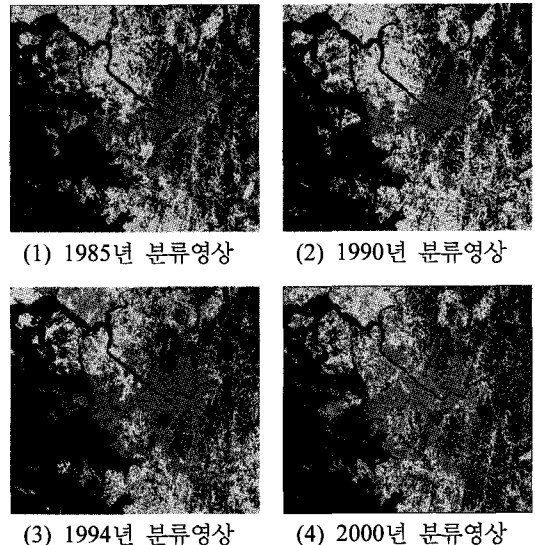 (1) 1985년 분류영상
(2) 1990년 분류영상
(3) 1994년 분류영상
(4) 2000년 분류영상